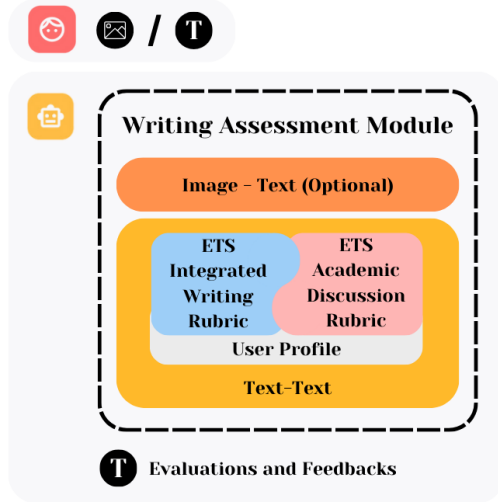 / T
Writing Assessment Module
Image - Text (Optional)
ETS
Integrated
Writing
Rubric
ETS
Academic
Discussion
Rubric
User Profile
Text-Text
T Evaluations and Feedbacks